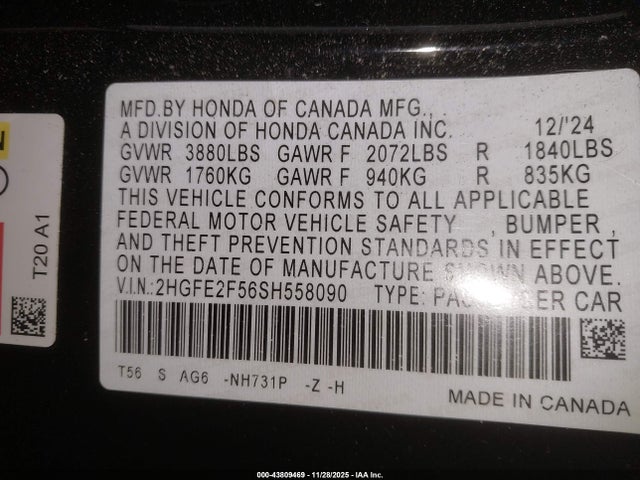 MFD.BY HONDA OF CANADA MFG.,
A DIVISION OF HONDA CANADA INC. 12/'24
GVWR 3880LBS GAWR F 2072LBS R 1840LBS
GVWR 1760KG GAWR F 940KG R 835KG
THIS VEHICLE CONFORMS TO ALL APPLICABLE
FEDERAL MOTOR VEHICLE SAFETY , BUMPER ,
AND THEFT PREVENTION STANDARDS IN EFFECT
ON THE DATE OF MANUFACTURE SHOWN ABOVE.
V.I.N.:2HGFE2F56SH558090 TYPE: PASSENGER CAR
T56 S AG6 -NH731P -Z -H
MADE IN CANADA
T20 A1
000-43809469 - 11/28/2025 - IAA Inc.